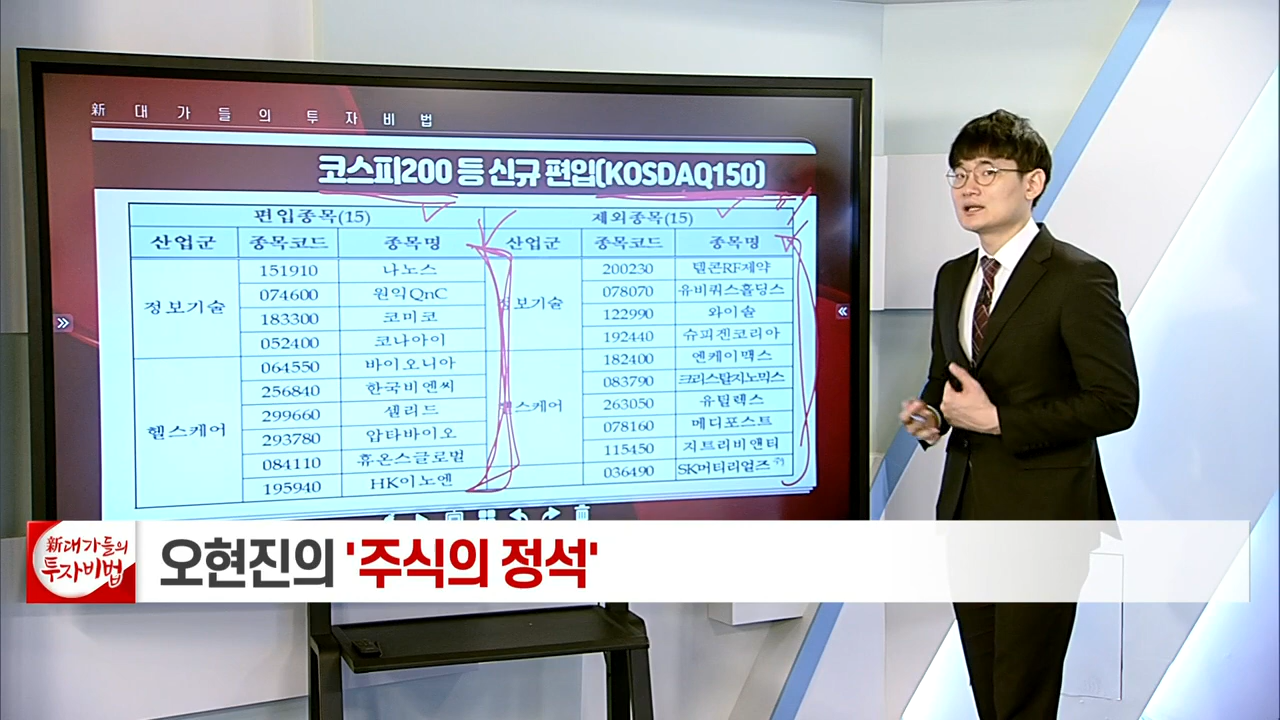 新 대 가 들 의 투 자 비 법
코스피200 등 신규 편입(KOSDAQ150)
편입종목(15) 제외종목(15)
산업군 종목코드 종목명 산업군 종목코드 종목명
정보기술 151910 나노스 정보기술 200230 텔콘RF제약
074600 원익QnC 078070 유비쿼스홀딩스
183300 코미코 122990 와이솔
052400 코나아이 192440 슈피겐코리아
헬스케어 064550 바이오니아 헬스케어 182400 엔케이맥스
256840 한국비엔씨 083790 크리스탈지노믹스
299660 셀리드 263050 유틸렉스
293780 압타바이오 078160 메디포스트
084110 휴온스글로벌 115450 지트리비앤티
195940 HK이노엔 036490 SK머티리얼즈
新대가들의
투자비법
오현진의 '주식의 정석'